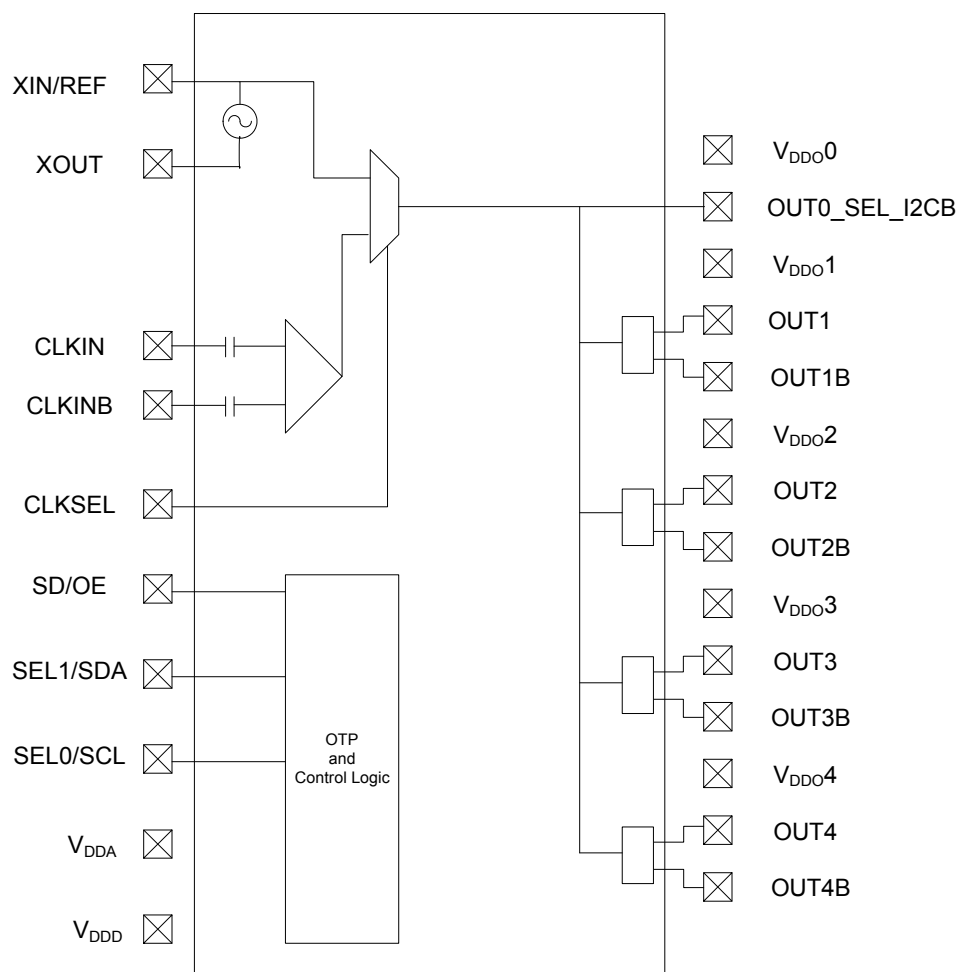 XIN/REF
XOUT
CLKIN
CLKINB
CLKSEL
SD/OE
SEL1/SDA
SEL0/SCL
VDDA
VDDD
OTP
and
Control Logic
VDDO0
OUT0_SEL_I2CB
VDDO1
OUT1
OUT1B
VDDO2
OUT2
OUT2B
VDDO3
OUT3
OUT3B
VDDO4
OUT4
OUT4B